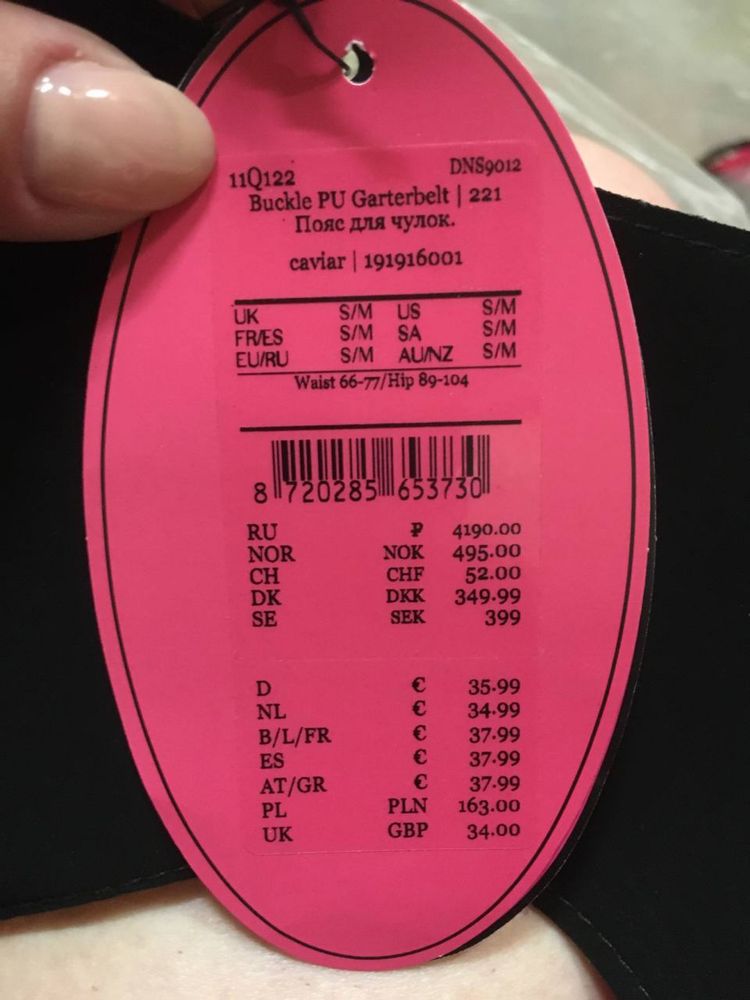 11Q122 DNS9012
Buckle PU Garterbelt | 221
Пояс для чулок.
caviar | 191916001
UK S/M US S/M
FR/ES S/M SA S/M
EU/RU S/M AU/NZ S/M
Waist 66-77/Hip 89-104
8 720285 653730
RU ₽ 4190.00
NOR NOK 495.00
CH CHF 52.00
DK DKK 349.99
SE SEK 399
D € 35.99
NL € 34.99
B/L/FR € 37.99
ES € 37.99
AT/GR € 37.99
PL PLN 163.00
UK GBP 34.00